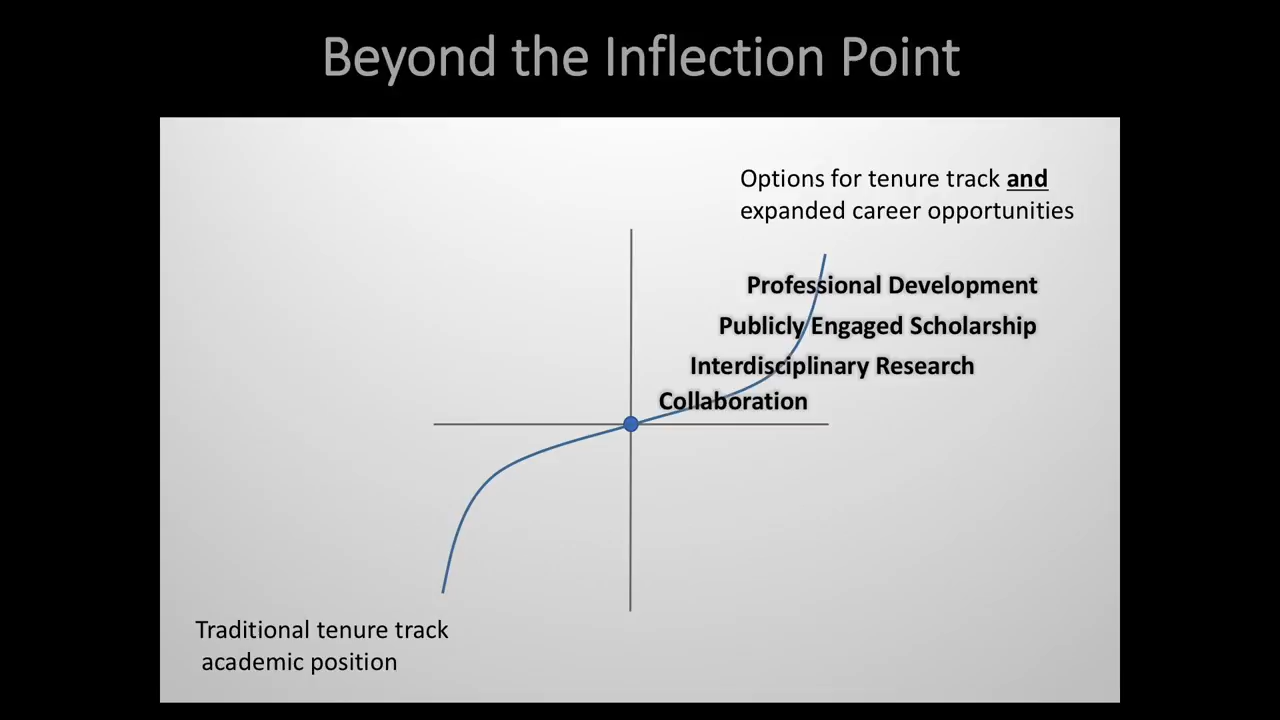 Beyond the Inflection Point
Options for tenure track and
expanded career opportunities
Professional Development
Publicly Engaged Scholarship
Interdisciplinary Research
Collaboration
Traditional tenure track
academic position